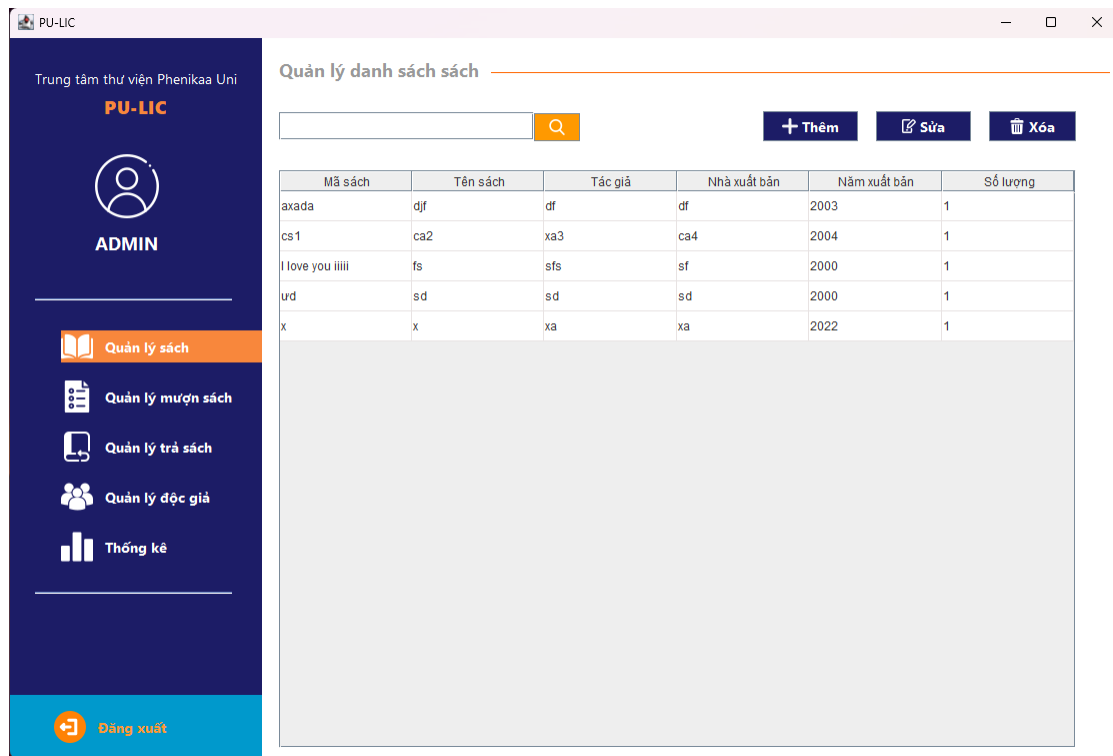 PU-LIC
Trung tâm thư viện Phenikaa Uni
PU-LIC
ADMIN
Quản lý sách
Quản lý mượn sách
Quản lý trả sách
Quản lý độc giả
Thống kê
Đăng xuất
Quản lý danh sách sách
Thêm Sửa Xóa
Mã sách Tên sách Tác giả Nhà xuất bản Năm xuất bản Số lượng
axada djf df df 2003 1
cs1 ca2 xa3 ca4 2004 1
I love you iiiii fs sfs sf 2000 1
ưd sd sd sd 2000 1
x x xa xa 2022 1